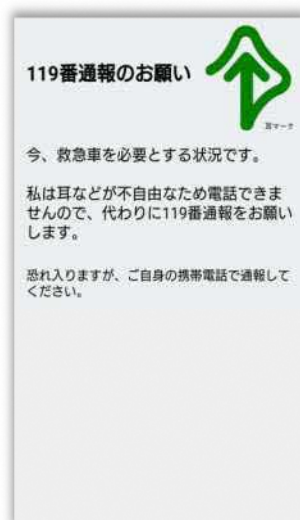 119番通報のお願い
耳マーク
今、救急車を必要とする状況です。
私は耳などが不自由なため電話できま
せんので、代わりに119番通報をお願い
します。
恐れ入りますが、ご自身の携帯電話で通報して
ください。